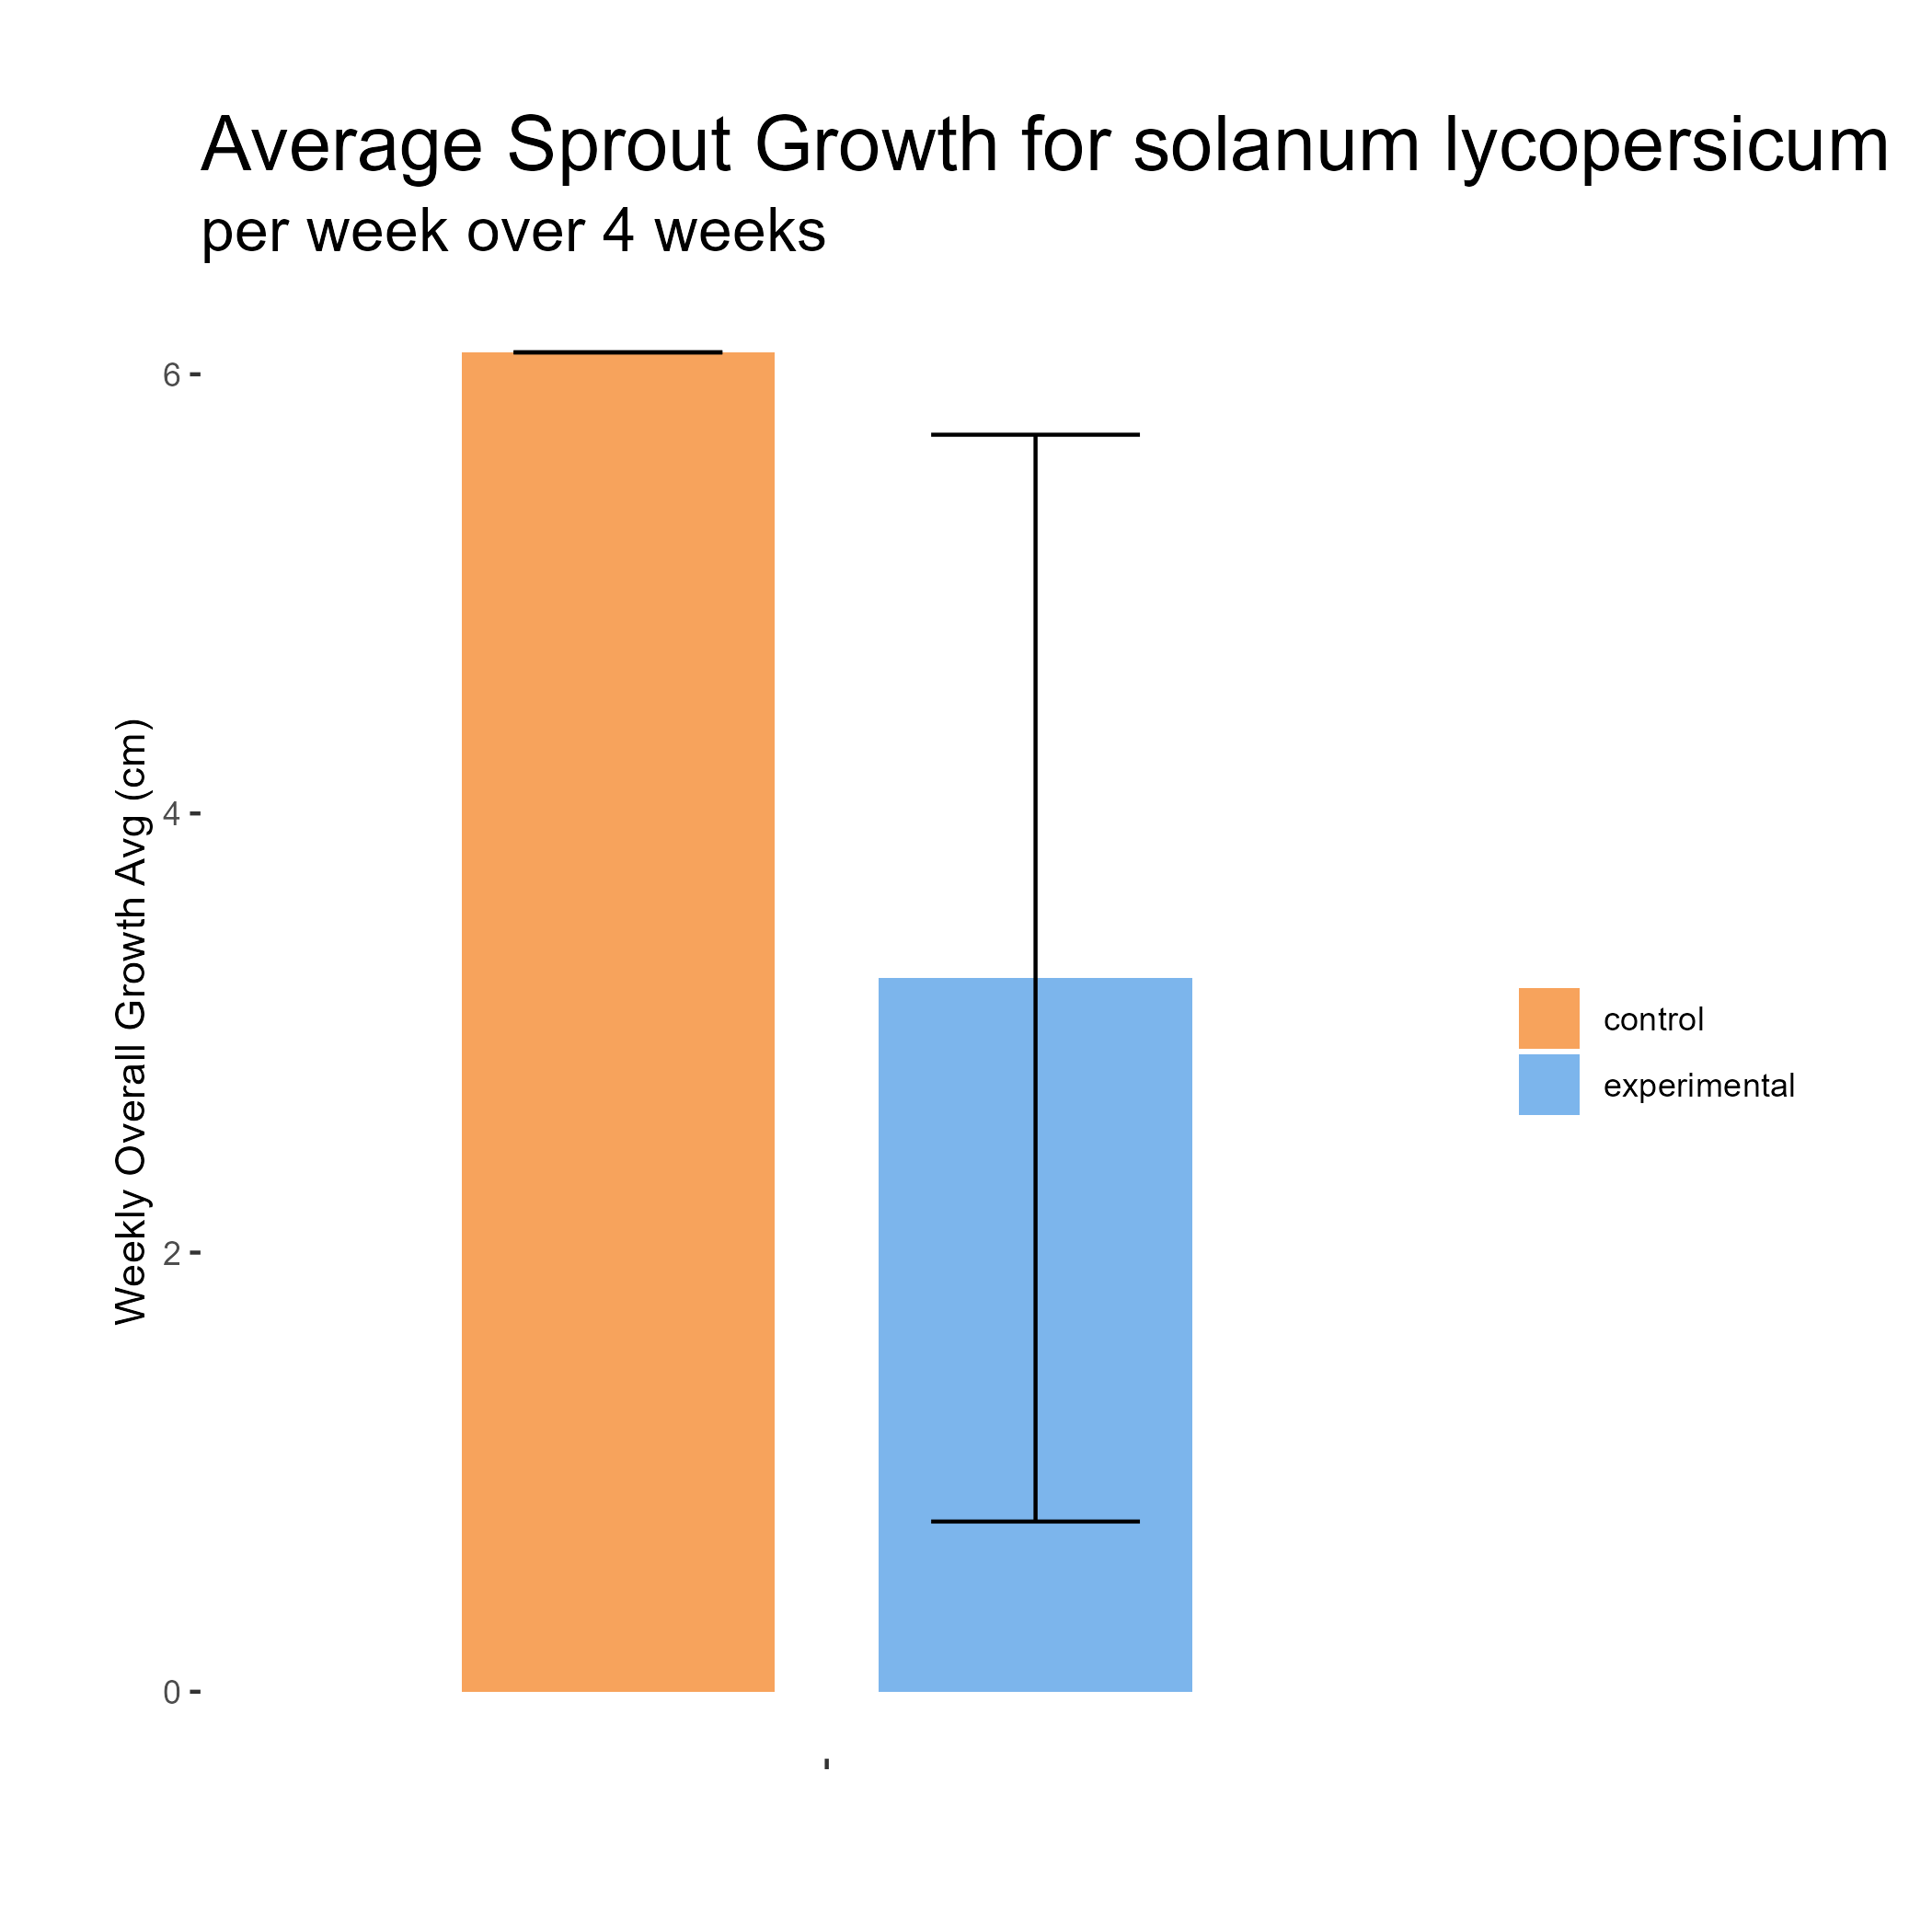 Average Sprout Growth for solanum lycopersicum
per week over 4 weeks
Weekly Overall Growth Avg (cm)
6
4
2
0
control
experimental